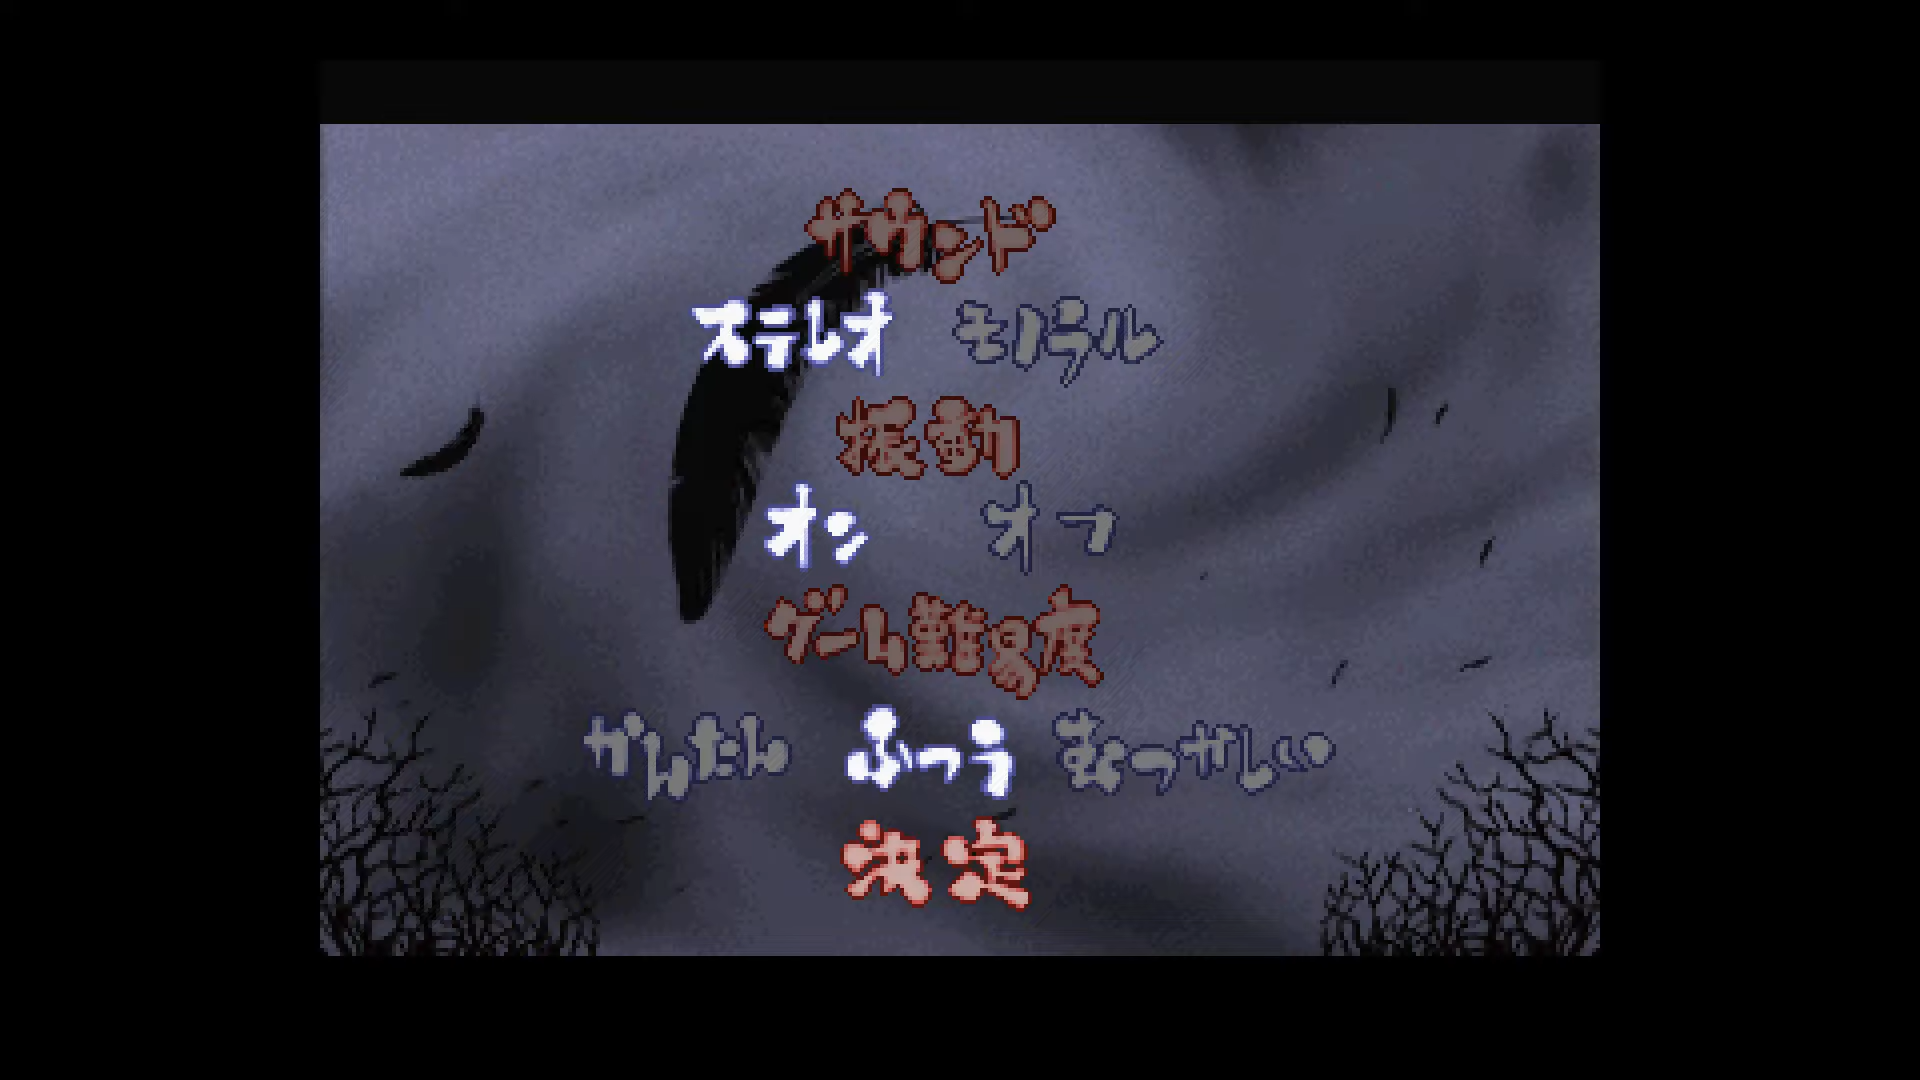 サウンド
ステレオ モノラル
振動
オン オフ
ゲーム難易度
かんたん ふつう むつかしい
決定